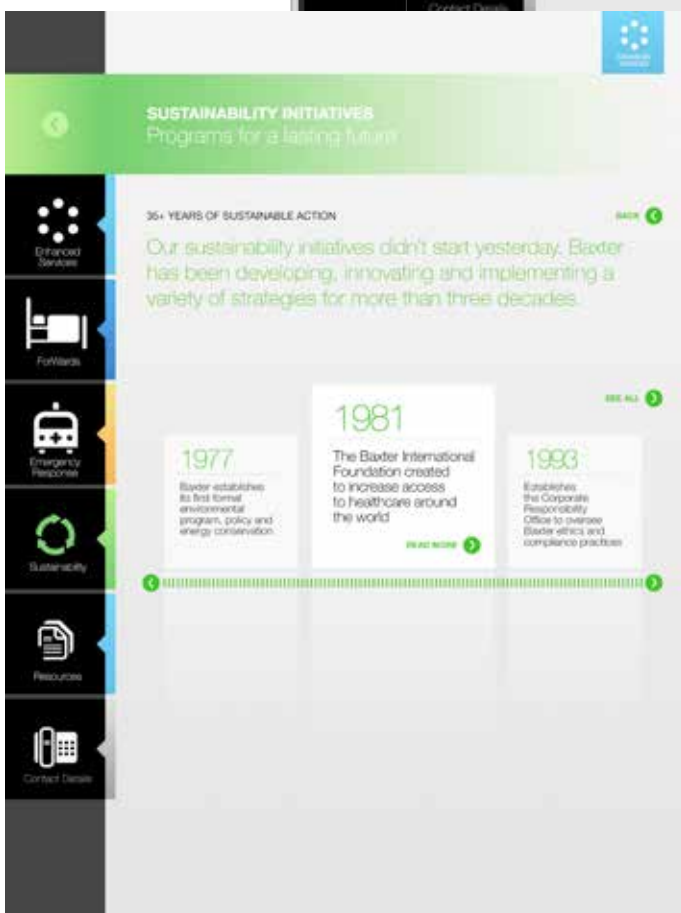 Contact Details
Enhanced
Services
SUSTAINABILITY INITIATIVES
Programs for a lasting future
35+ YEARS OF SUSTAINABLE ACTION
BACK
Our sustainability initiatives didn't start yesterday. Baxter
has been developing, innovating and implementing a
variety of strategies for more than three decades.
Enhanced
Services
ForWards
Emergency
Response
Sustainability
Resources
Contact Details
SEE ALL
1977
Baxter establishes
its first formal
environmental
program, policy and
energy conservation
1981
The Baxter International
Foundation created
to increase access
to healthcare around
the world
READ MORE
1993
Establishes
the Corporate
Responsibility
Office to oversee
Baxter ethics and
compliance practices